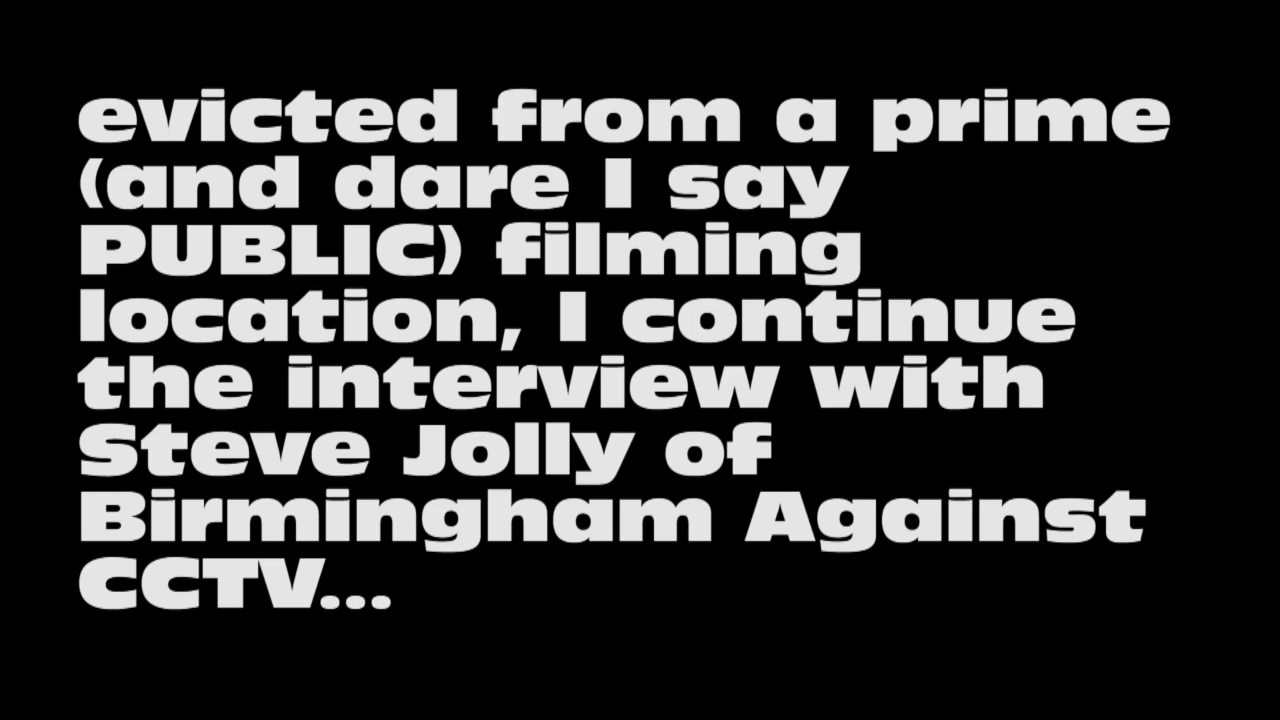 evicted from a prime
(and dare I say
PUBLIC) filming
location, I continue
the interview with
Steve Jolly of
Birmingham Against
CCTV...